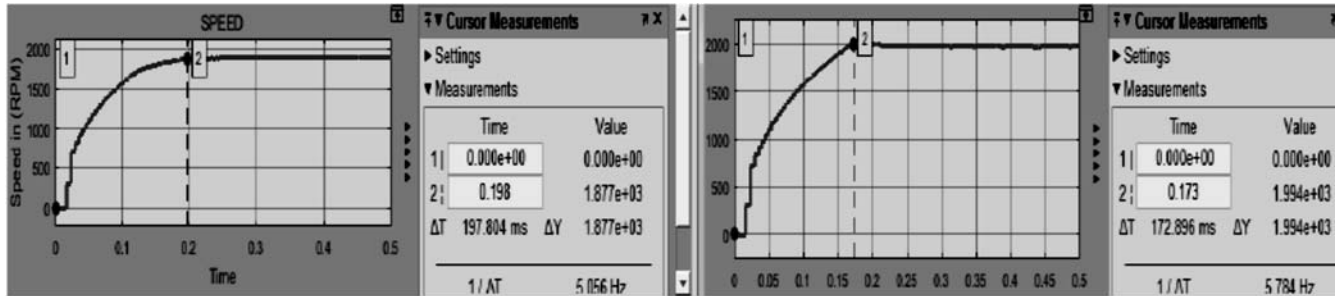 SPEED
Speed in (RPM)
2000
1500
1000
500
0
1
2
0 0.1 0.2 0.3 0.4 0.5
Time
Cursor Measurements
Settings
Measurements
Time Value
1 0.000e+00 0.000e+00
2 0.198 1.877e+03
ΔT 197.804 ms ΔY 1.877e+03
1 / ΔT 5.056 Hz
2000
1500
1000
500
0
1
2
0 0.05 0.1 0.15 0.2 0.25 0.3 0.35 0.4 0.45 0.5
Cursor Measurements
Settings
Measurements
Time Value
1 0.000e+00 0.000e+00
2 0.173 1.994e+03
ΔT 172.896 ms ΔY 1.994e+03
1 / ΔT 5.784 Hz